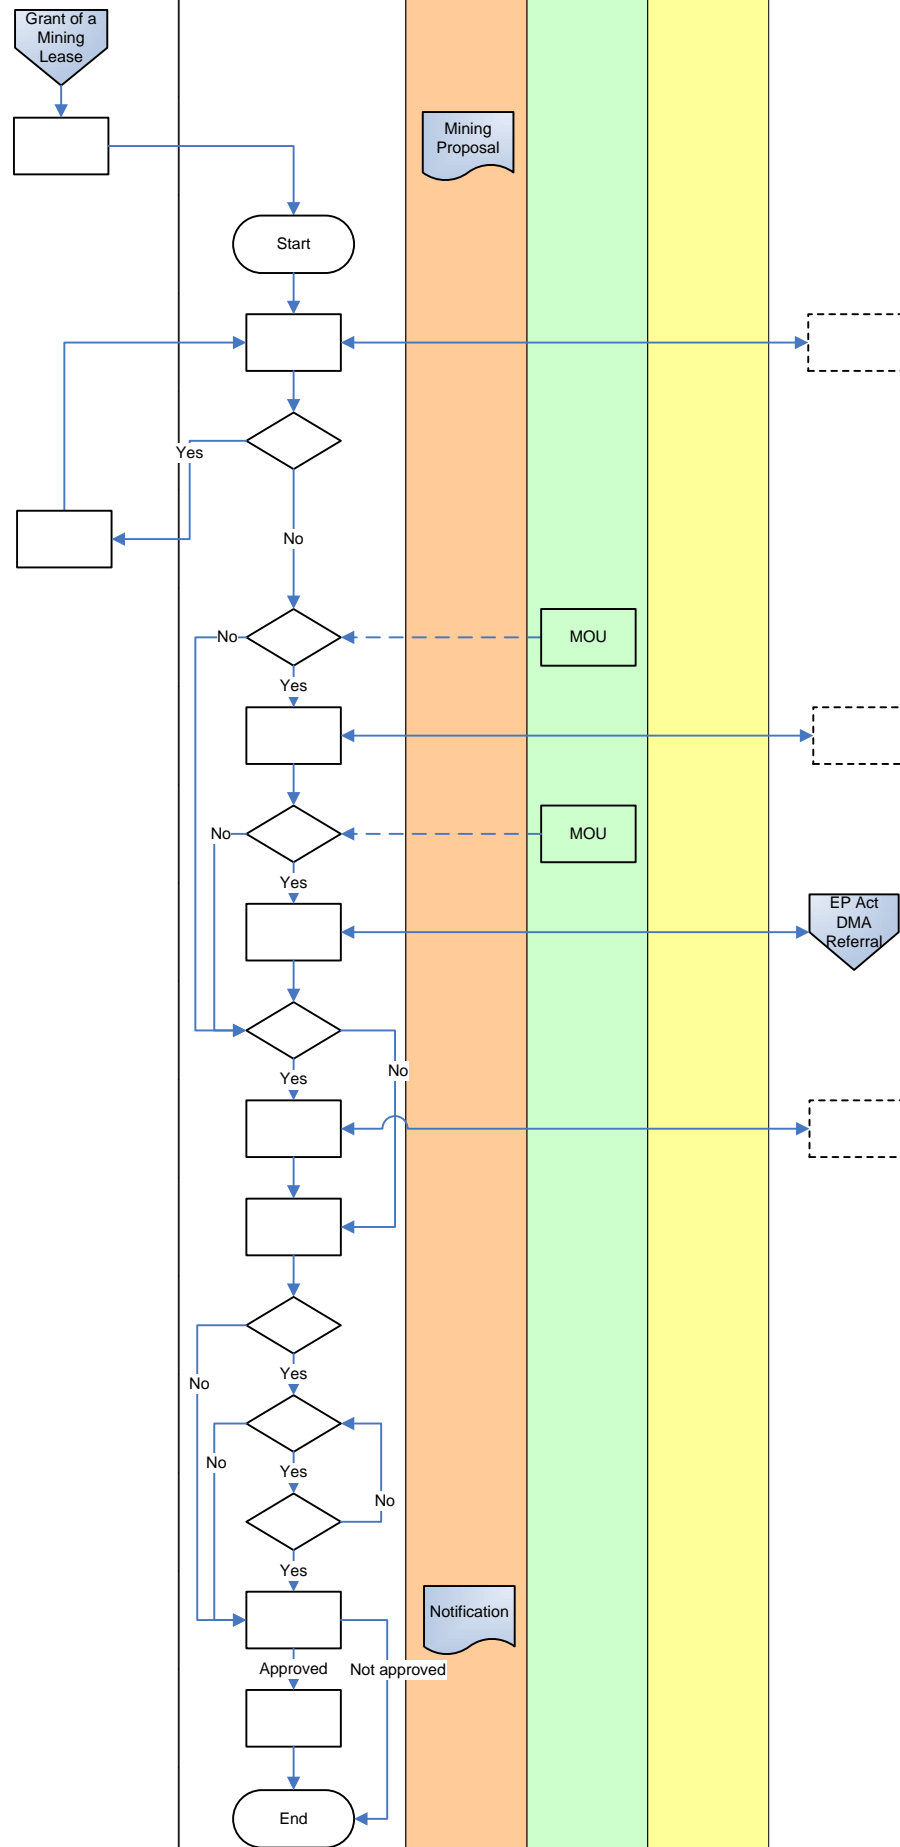 Grant of a
Mining
Lease
Mining
Proposal
Start
Yes
No
No
MOU
Yes
No
MOU
Yes
EP Act
DMA
Referral
No
Yes
Yes
No
No
Yes
No
Yes
Notification
Approved
Not approved
End